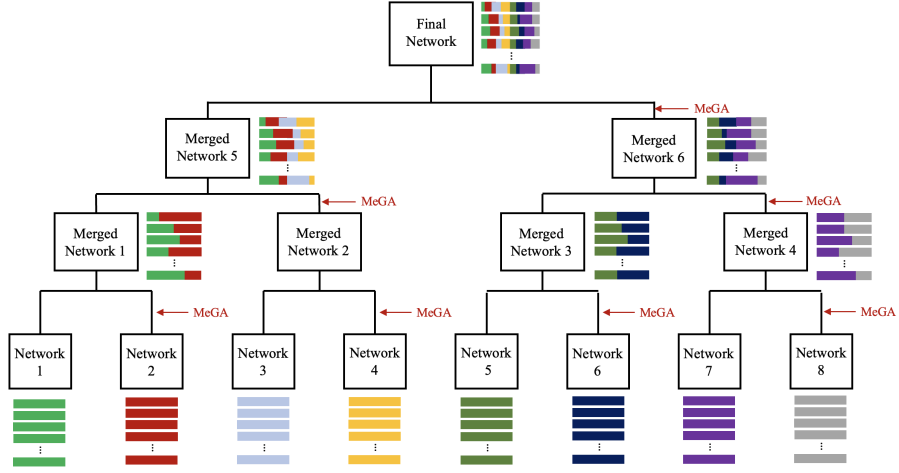 Final
Network
MeGA
Merged
Network 5
Merged
Network 6
MeGA
MeGA
Merged
Network 1
Merged
Network 2
Merged
Network 3
Merged
Network 4
MeGA
MeGA
MeGA
MeGA
Network
1
Network
2
Network
3
Network
4
Network
5
Network
6
Network
7
Network
8